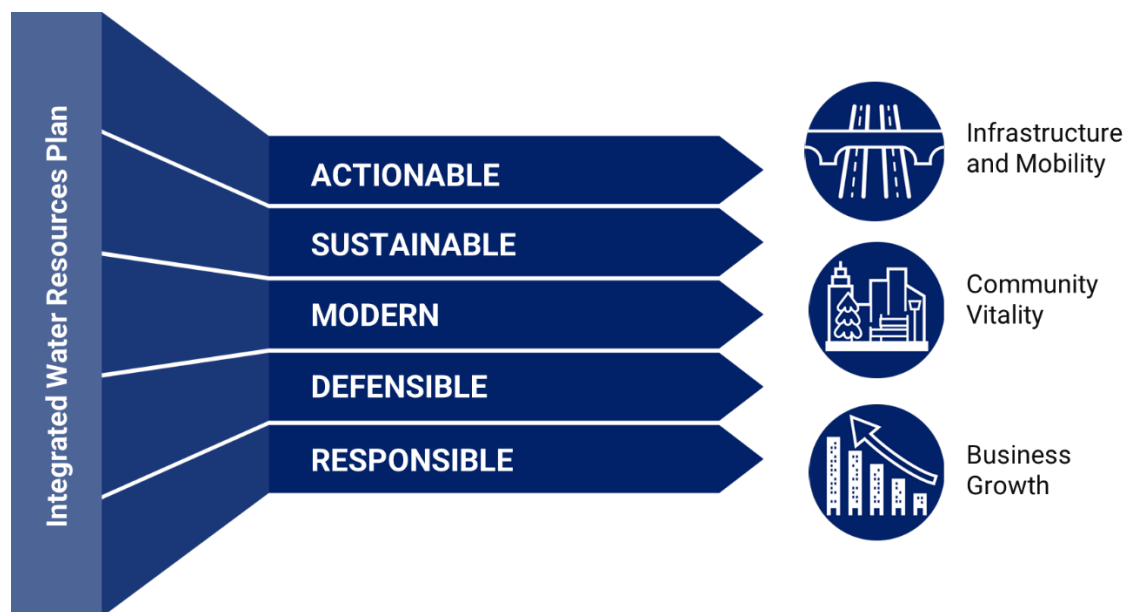 Integrated Water Resources Plan
ACTIONABLE
SUSTAINABLE
MODERN
DEFENSIBLE
RESPONSIBLE
Infrastructure
and Mobility
Community
Vitality
Business
Growth